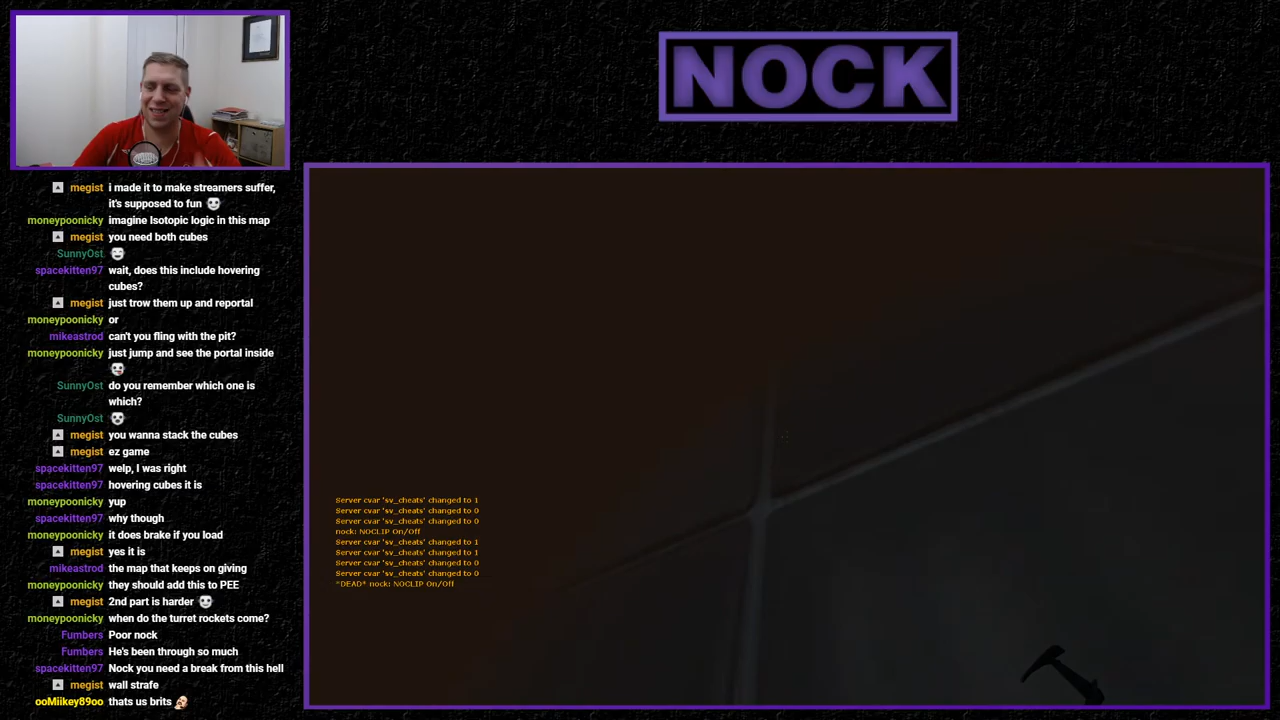 NOCK
megist i made it to make streamers suffer,
it's supposed to fun
moneypoonicky imagine Isotopic logic in this map
megist you need both cubes
SunnyOst
spacekitten97 wait, does this include hovering
cubes?
megist just trow them up and reportal
moneypoonicky or
mikeastrod can't you fling with the pit?
moneypoonicky just jump and see the portal inside
SunnyOst do you remember which one is
which?
SunnyOst
megist you wanna stack the cubes
megist ez game
spacekitten97 welp, I was right
spacekitten97 hovering cubes it is
moneypoonicky yup
spacekitten97 why though
moneypoonicky it does brake if you load
megist yes it is
mikeastrod the map that keeps on giving
moneypoonicky they should add this to PEE
megist 2nd part is harder
moneypoonicky when do the turret rockets come?
Fumbers Poor nock
Fumbers He's been through so much
spacekitten97 Nock you need a break from this hell
megist wall strafe
ooMiikey89oo thats us brits
Server cvar 'sv_cheats' changed to 1
Server cvar 'sv_cheats' changed to 0
Server cvar 'sv_cheats' changed to 0
nock: NOCLIP On/Off
Server cvar 'sv_cheats' changed to 1
Server cvar 'sv_cheats' changed to 1
Server cvar 'sv_cheats' changed to 0
Server cvar 'sv_cheats' changed to 0
*DEAD* nock: NOCLIP On/Off